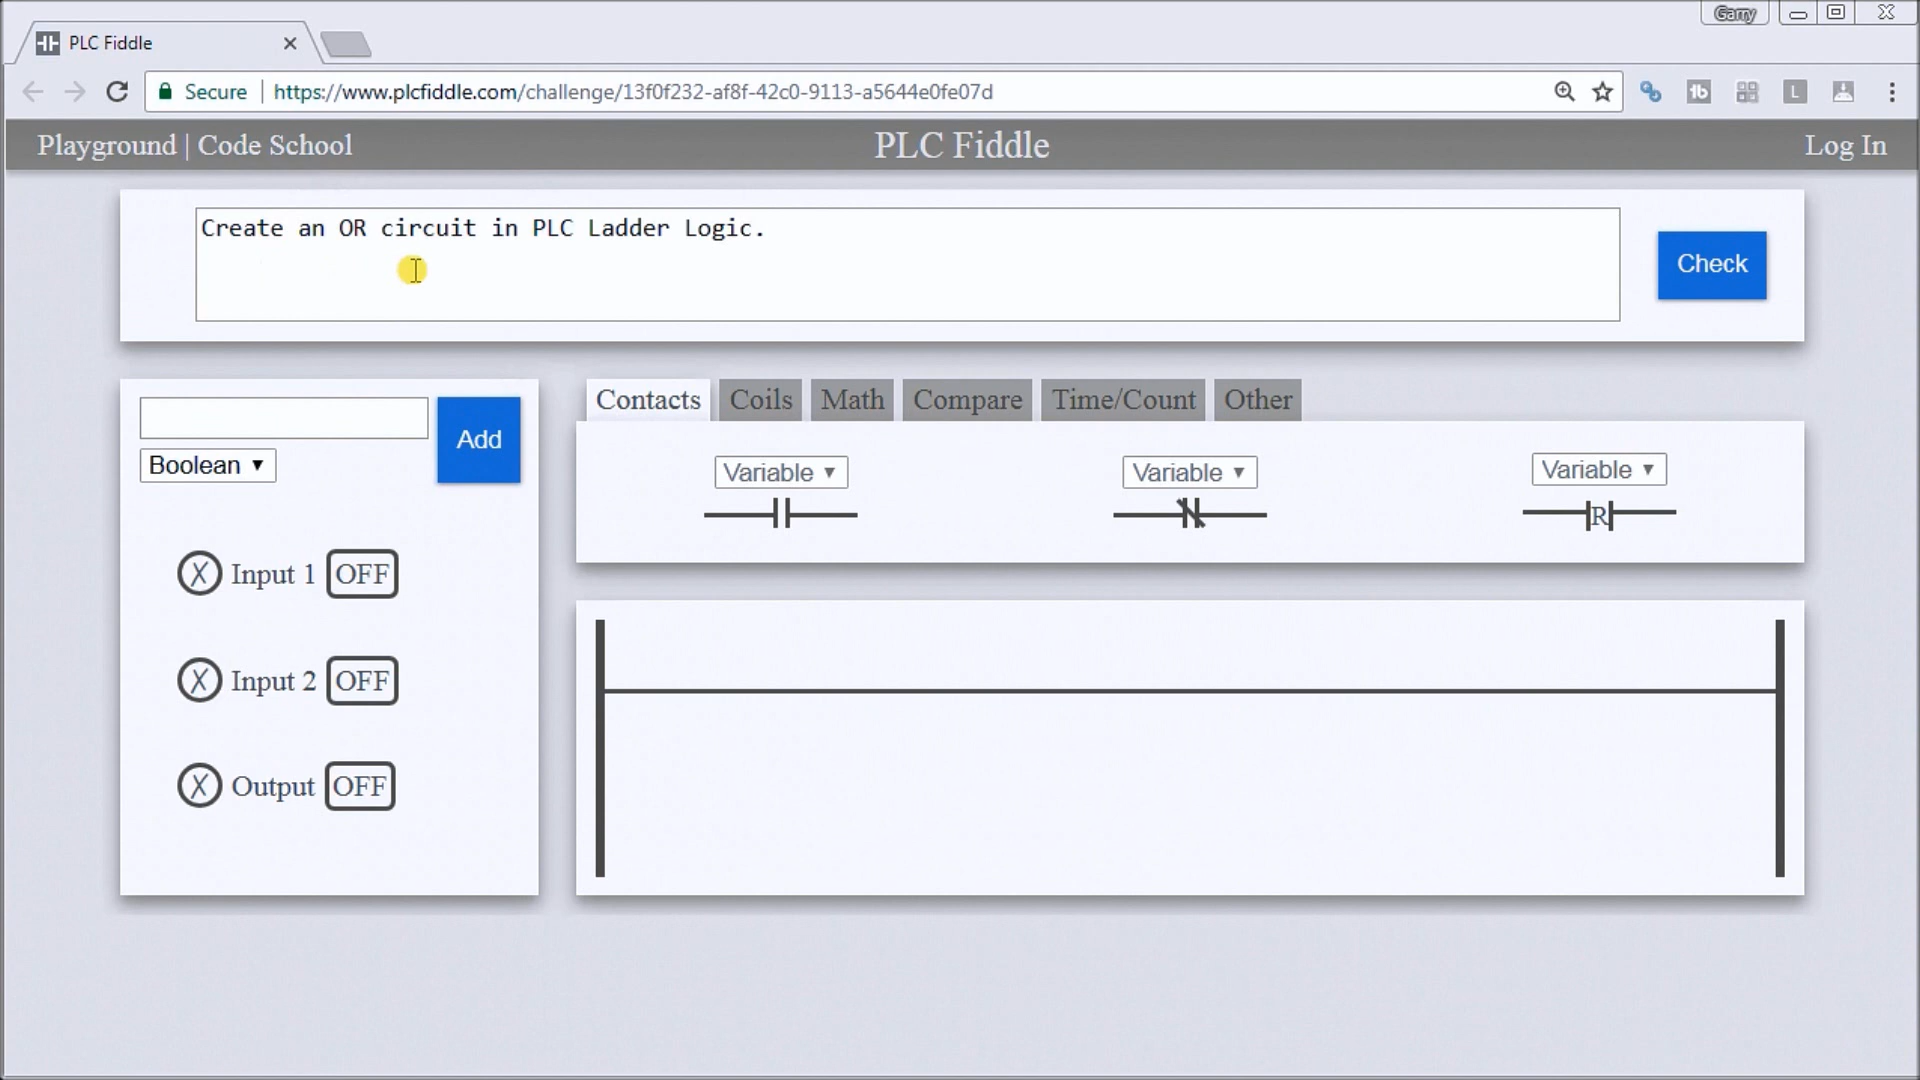 Garry
PLC Fiddle
Secure | https://www.plcfiddle.com/challenge/13f0f232-af8f-42c0-9113-a5644e0fe07d
Playground | Code School
PLC Fiddle
Log In
Create an OR circuit in PLC Ladder Logic.
Check
Add
Boolean
Input 1 OFF
Input 2 OFF
Output OFF
Contacts Coils Math Compare Time/Count Other
Variable Variable Variable
R